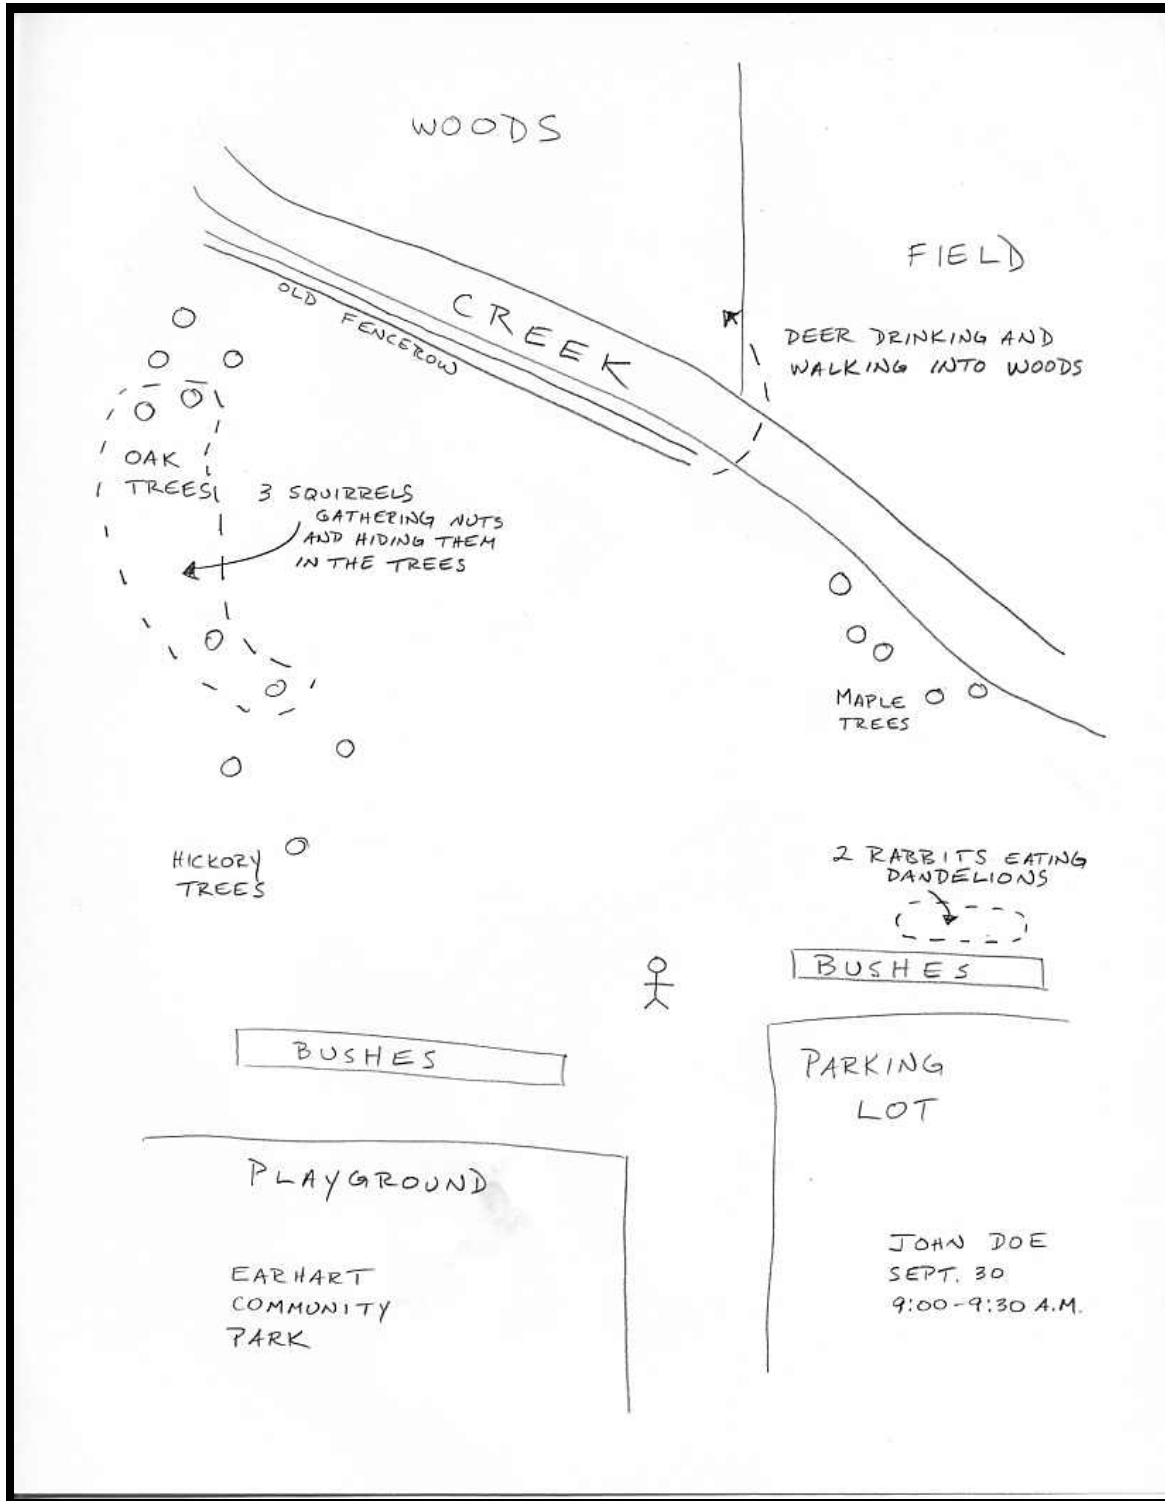 WOODS
FIELD
CREEK
OLD FENCEROW
DEER DRINKING AND
WALKING INTO WOODS
OAK
TREES
3 SQUIRRELS
GATHERING NUTS
AND HIDING THEM
IN THE TREES
MAPLE
TREES
HICKORY
TREES
2 RABBITS EATING
DANDELIONS
BUSHES
BUSHES
PARKING
LOT
PLAYGROUND
EARHART
COMMUNITY
PARK
JOHN DOE
SEPT. 30
9:00-9:30 A.M.